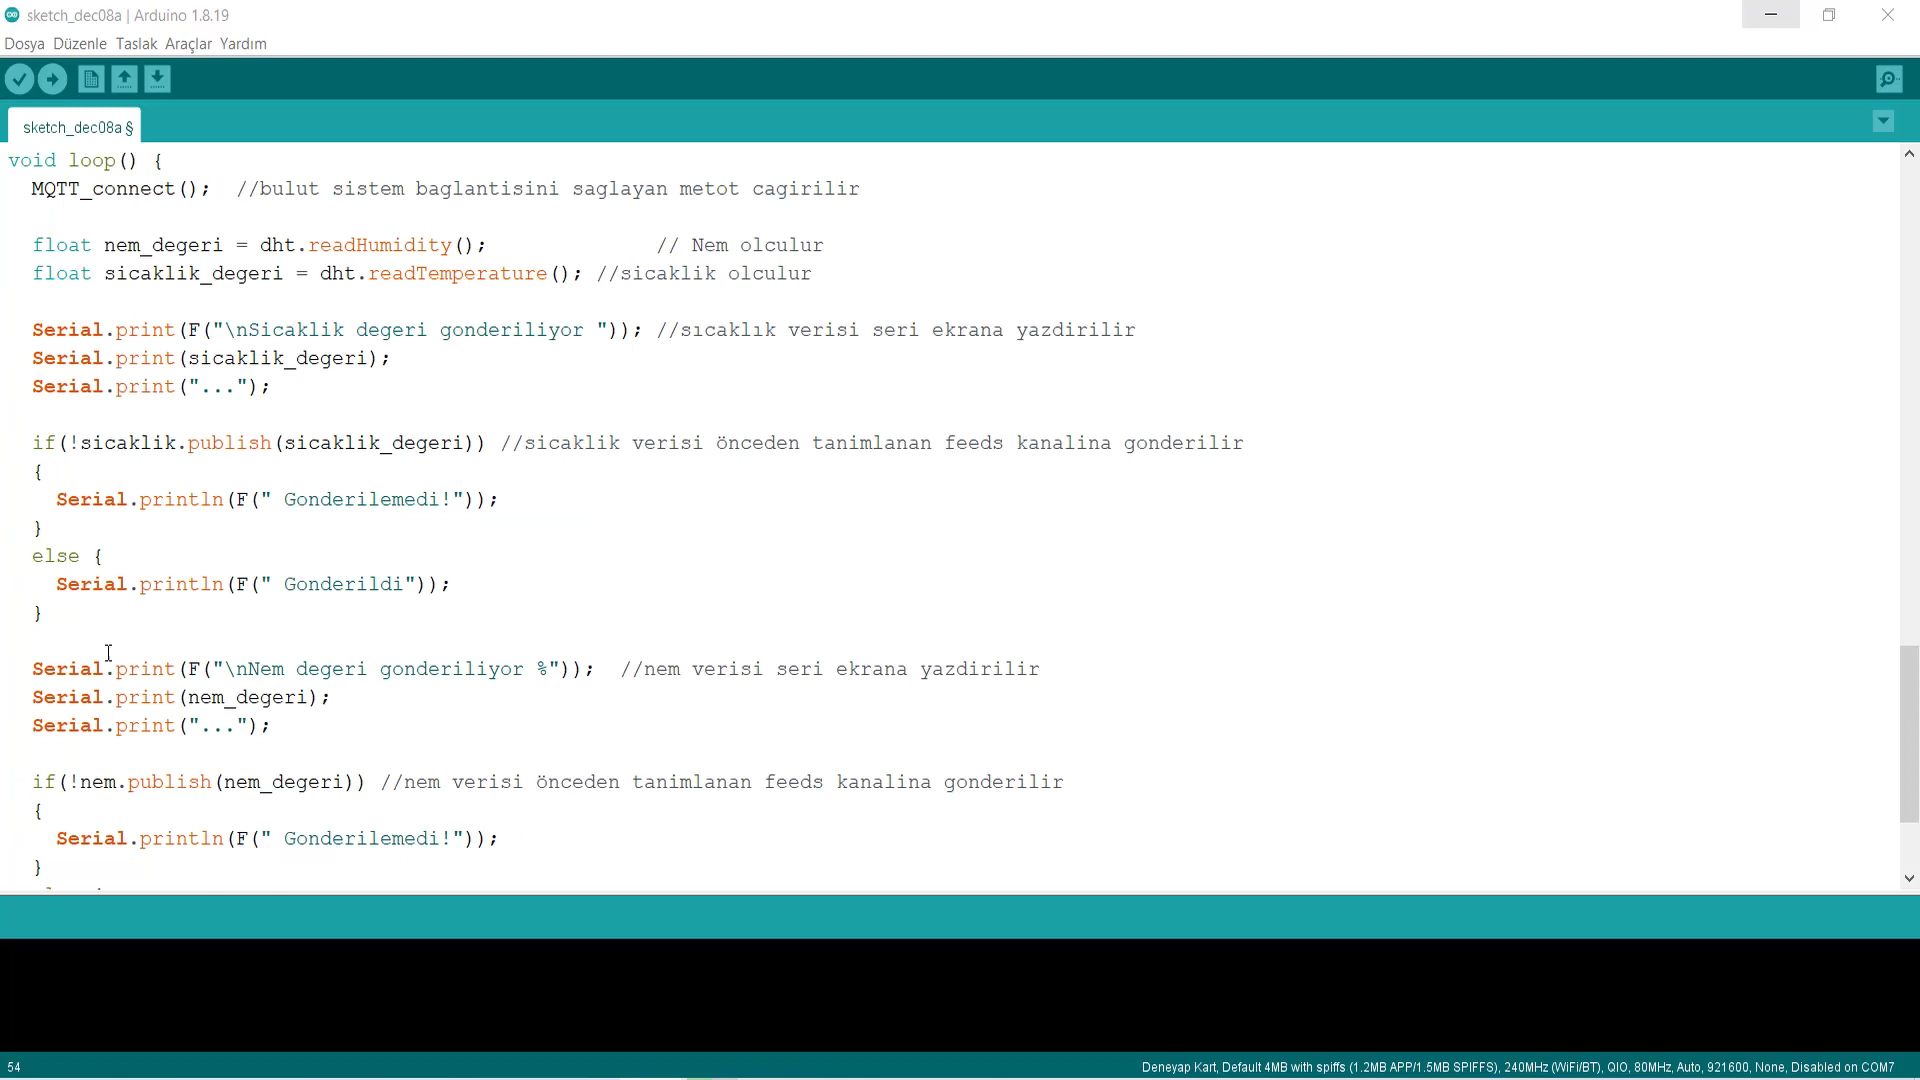 sketch_dec08a | Arduino 1.8.19
Dosya Düzenle Taslak Araçlar Yardım
sketch_dec08a §
void loop() {
MQTT_connect(); //bulut sistem baglantisini saglayan metot cagirilir
float nem_degeri = dht.readHumidity(); // Nem olculur
float sicaklik_degeri = dht.readTemperature(); //sicaklik olculur
Serial.print(F("\nSicaklik degeri gonderiliyor ")); //sıcaklık verisi seri ekrana yazdirilir
Serial.print(sicaklik_degeri);
Serial.print("...");
if(!sicaklik.publish(sicaklik_degeri)) //sicaklik verisi önceden tanimlanan feeds kanalina gonderilir
{
Serial.println(F(" Gonderilemedi!"));
}
else {
Serial.println(F(" Gonderildi"));
}
Serial.print(F("\nNem degeri gonderiliyor %")); //nem verisi seri ekrana yazdirilir
Serial.print(nem_degeri);
Serial.print("...");
if(!nem.publish(nem_degeri)) //nem verisi önceden tanimlanan feeds kanalina gonderilir
{
Serial.println(F(" Gonderilemedi!"));
}
54
Deneyap Kart, Default 4MB with spiffs (1.2MB APP/1.5MB SPIFFS), 240MHz (WiFi/BT), QIO, 80MHz, Auto, 921600, None, Disabled on COM7